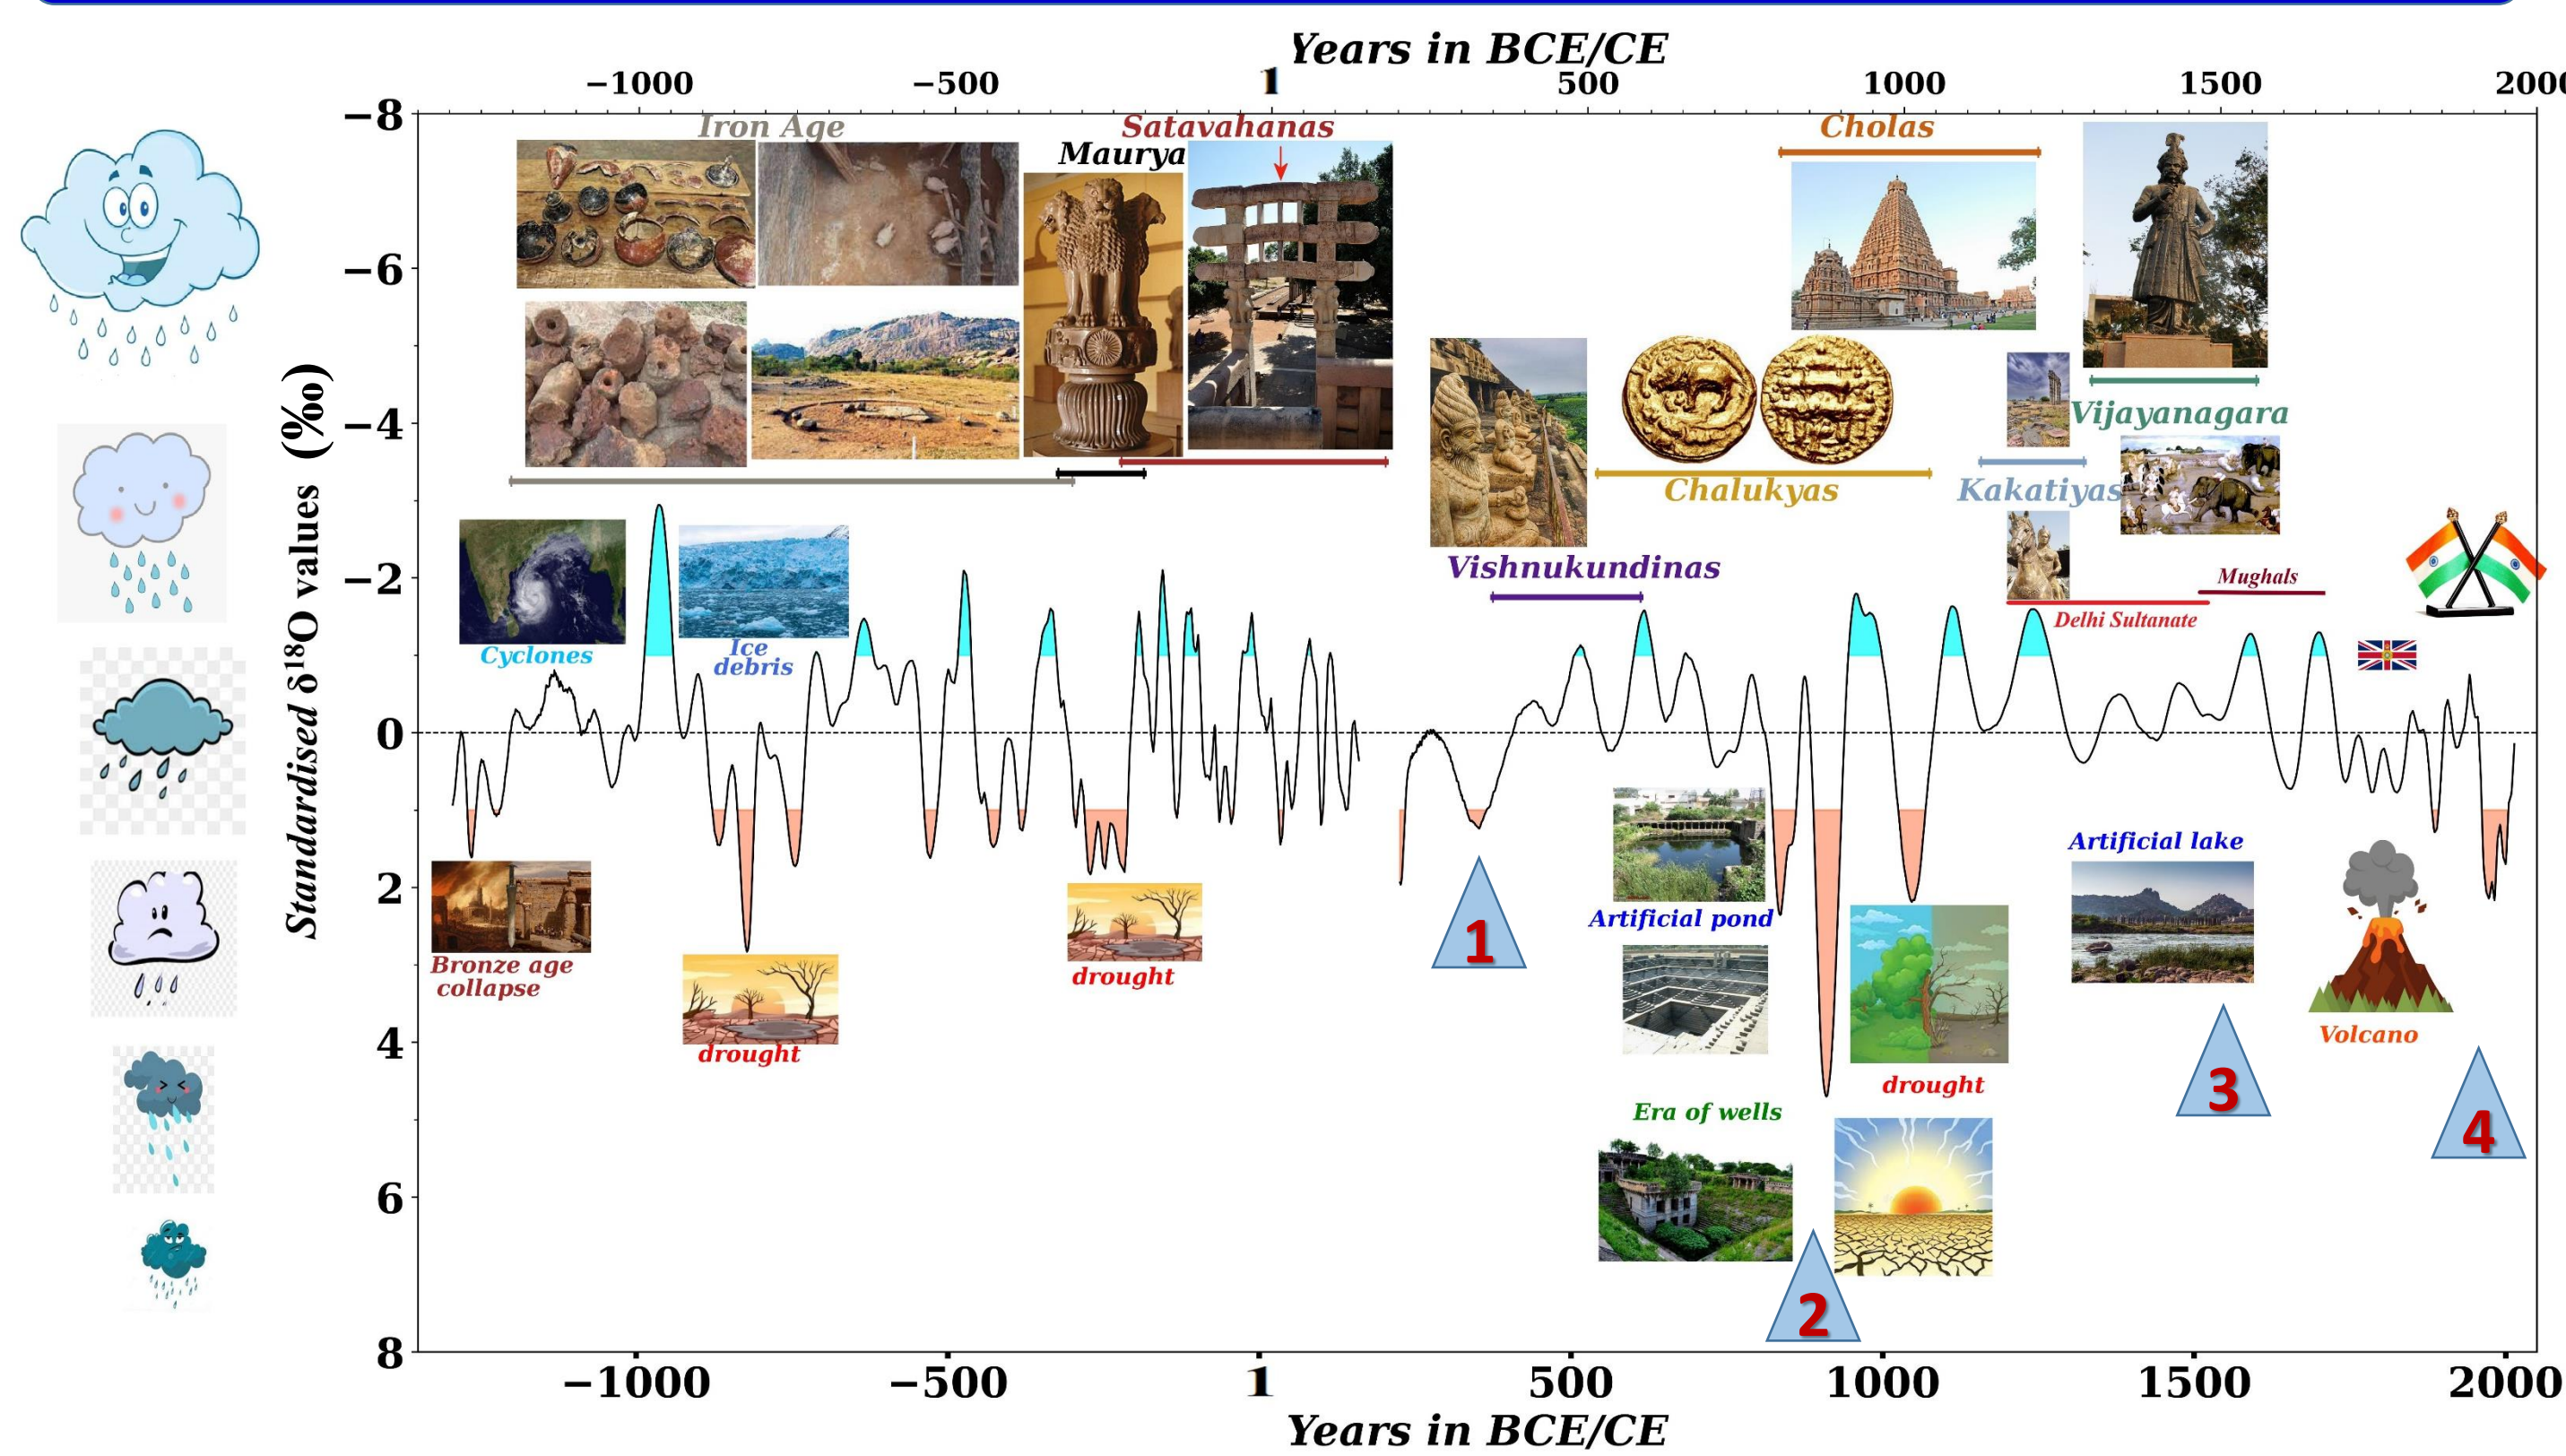 Years in BCE/CE
−1000 −500 1 500 1000 1500 2000
Standardised δ¹⁸O values (‰)
−8
−6
−4
−2
0
2
4
6
8
Iron Age
Satavahanas
Maurya
Cholas
Vijayanagara
Chalukyas
Kakatiyas
Vishnukundinas
Mughals
Delhi Sultanate
Cyclones
Ice
debris
Bronze age
collapse
drought
drought
1
Artificial pond
Era of wells
2
drought
Artificial lake
3
Volcano
4
−1000 −500 1 500 1000 1500 2000
Years in BCE/CE